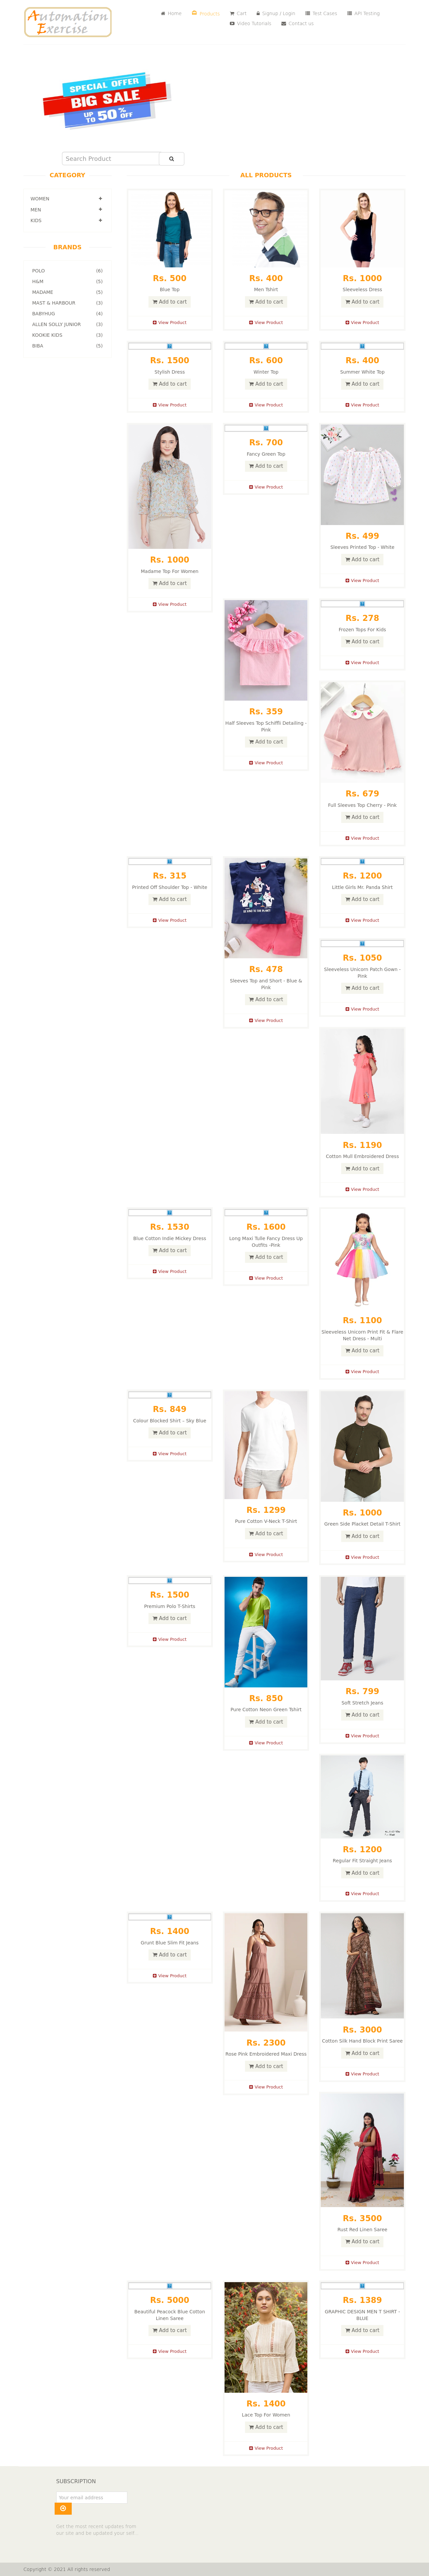 Automation
Exercise
Home
Products
Cart
Signup / Login
Test Cases
API Testing
Video Tutorials
Contact us
SPECIAL OFFER
BIG SALE
UP TO 50% OFF
Search Product
CATEGORY
WOMEN
MEN
KIDS
BRANDS
POLO (6)
H&M (5)
MADAME (5)
MAST & HARBOUR (3)
BABYHUG (4)
ALLEN SOLLY JUNIOR (3)
KOOKIE KIDS (3)
BIBA (5)
ALL PRODUCTS
Rs. 500
Blue Top
Add to cart
View Product
Rs. 400
Men Tshirt
Add to cart
View Product
Rs. 1000
Sleeveless Dress
Add to cart
View Product
Rs. 1500
Stylish Dress
Add to cart
View Product
Rs. 600
Winter Top
Add to cart
View Product
Rs. 400
Summer White Top
Add to cart
View Product
Rs. 1000
Madame Top For Women
Add to cart
View Product
Rs. 700
Fancy Green Top
Add to cart
View Product
Rs. 499
Sleeves Printed Top - White
Add to cart
View Product
Rs. 359
Half Sleeves Top Schiffli Detailing -
Pink
Add to cart
View Product
Rs. 278
Frozen Tops For Kids
Add to cart
View Product
Rs. 679
Full Sleeves Top Cherry - Pink
Add to cart
View Product
Rs. 315
Printed Off Shoulder Top - White
Add to cart
View Product
Rs. 478
Sleeves Top and Short - Blue &
Pink
Add to cart
View Product
Rs. 1200
Little Girls Mr. Panda Shirt
Add to cart
View Product
Rs. 1050
Sleeveless Unicorn Patch Gown -
Pink
Add to cart
View Product
Rs. 1190
Cotton Mull Embroidered Dress
Add to cart
View Product
Rs. 1530
Blue Cotton Indie Mickey Dress
Add to cart
View Product
Rs. 1600
Long Maxi Tulle Fancy Dress Up
Outfits -Pink
Add to cart
View Product
Rs. 1100
Sleeveless Unicorn Print Fit & Flare
Net Dress - Multi
Add to cart
View Product
Rs. 849
Colour Blocked Shirt – Sky Blue
Add to cart
View Product
Rs. 1299
Pure Cotton V-Neck T-Shirt
Add to cart
View Product
Rs. 1000
Green Side Placket Detail T-Shirt
Add to cart
View Product
Rs. 1500
Premium Polo T-Shirts
Add to cart
View Product
Rs. 850
Pure Cotton Neon Green Tshirt
Add to cart
View Product
Rs. 799
Soft Stretch Jeans
Add to cart
View Product
Rs. 1200
Regular Fit Straight Jeans
Add to cart
View Product
Rs. 1400
Grunt Blue Slim Fit Jeans
Add to cart
View Product
Rs. 2300
Rose Pink Embroidered Maxi Dress
Add to cart
View Product
Rs. 3000
Cotton Silk Hand Block Print Saree
Add to cart
View Product
Rs. 3500
Rust Red Linen Saree
Add to cart
View Product
Rs. 5000
Beautiful Peacock Blue Cotton
Linen Saree
Add to cart
View Product
Rs. 1400
Lace Top For Women
Add to cart
View Product
Rs. 1389
GRAPHIC DESIGN MEN T SHIRT -
BLUE
Add to cart
View Product
SUBSCRIPTION
Your email address
Get the most recent updates from
our site and be updated your self...
Copyright © 2021 All rights reserved